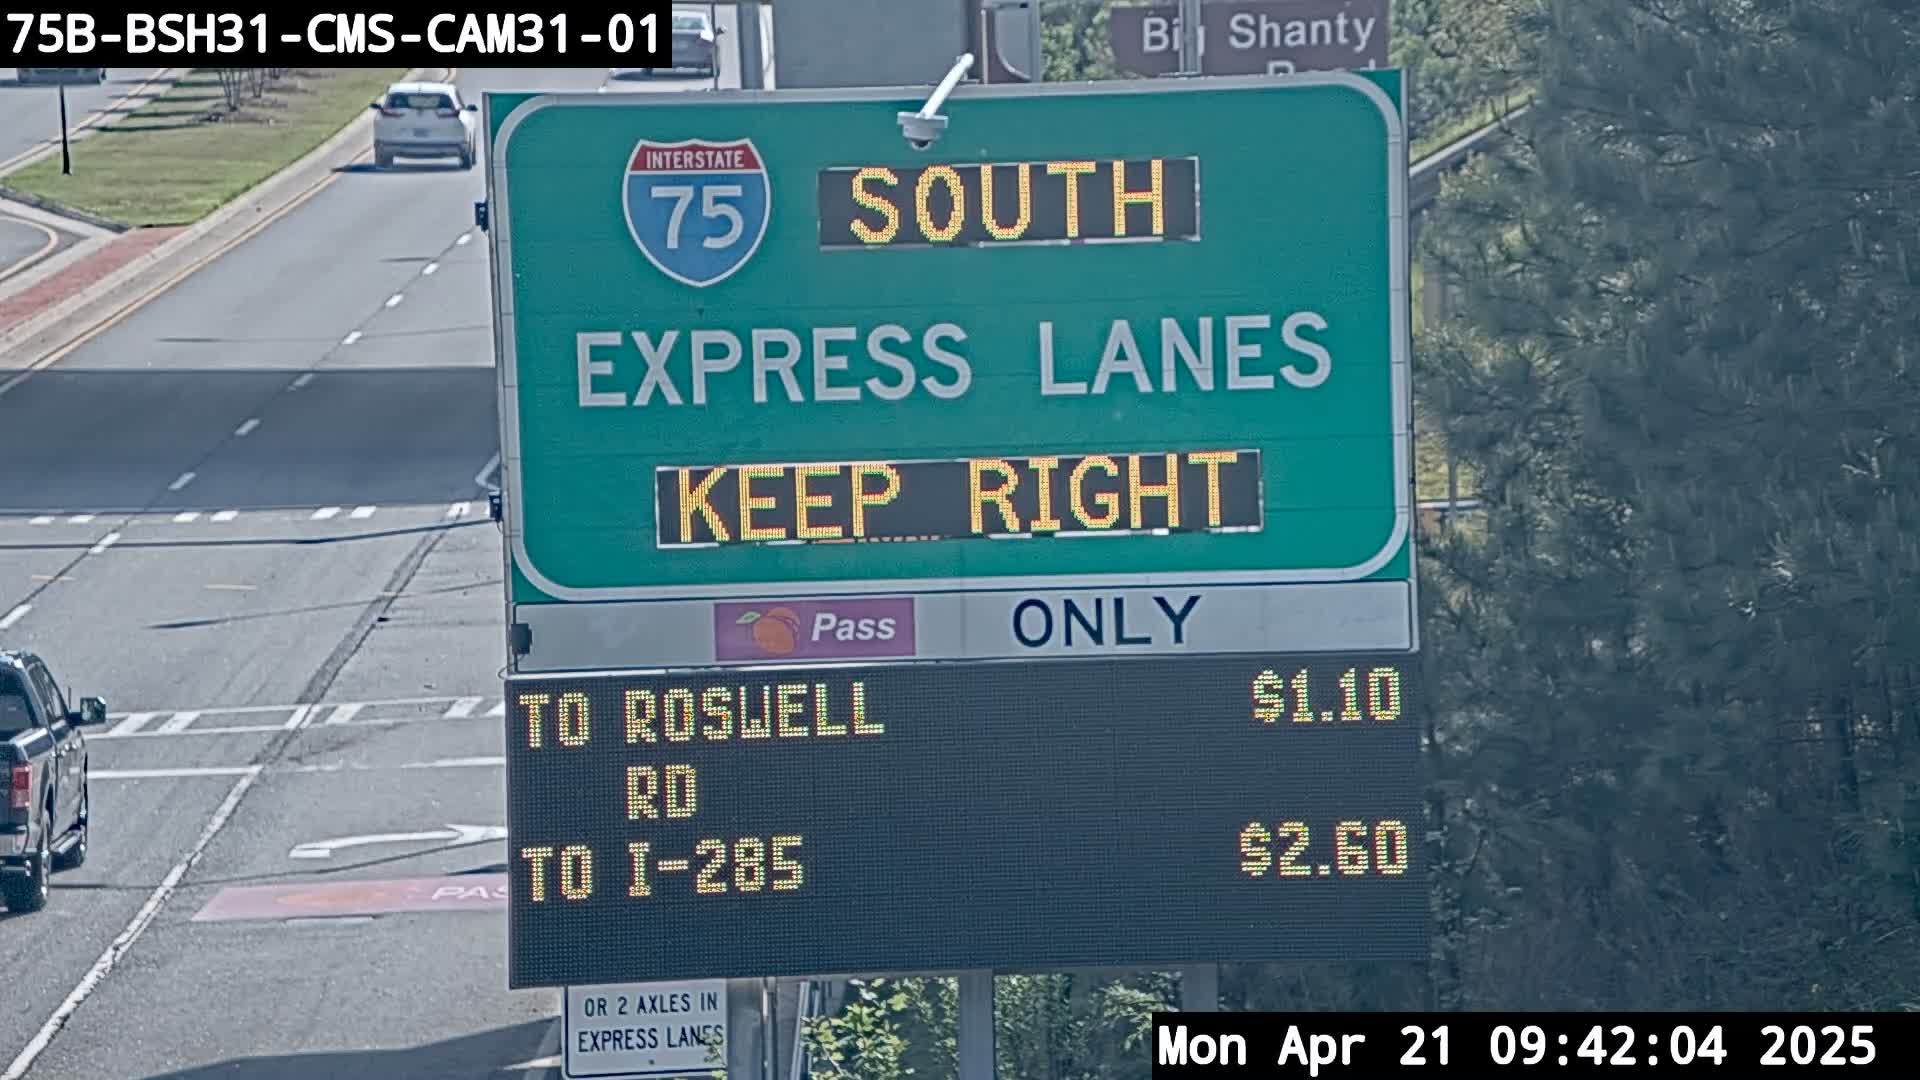 75B-BSH31-CMS-CAM31-01
Big Shanty
Road
INTERSTATE
75
SOUTH
EXPRESS LANES
KEEP RIGHT
Pass
ONLY
TO ROSWELL $1.10
RD
TO I-285 $2.60
PAS
OR 2 AXLES IN
EXPRESS LANES
Mon Apr 21 09:42:04 2025